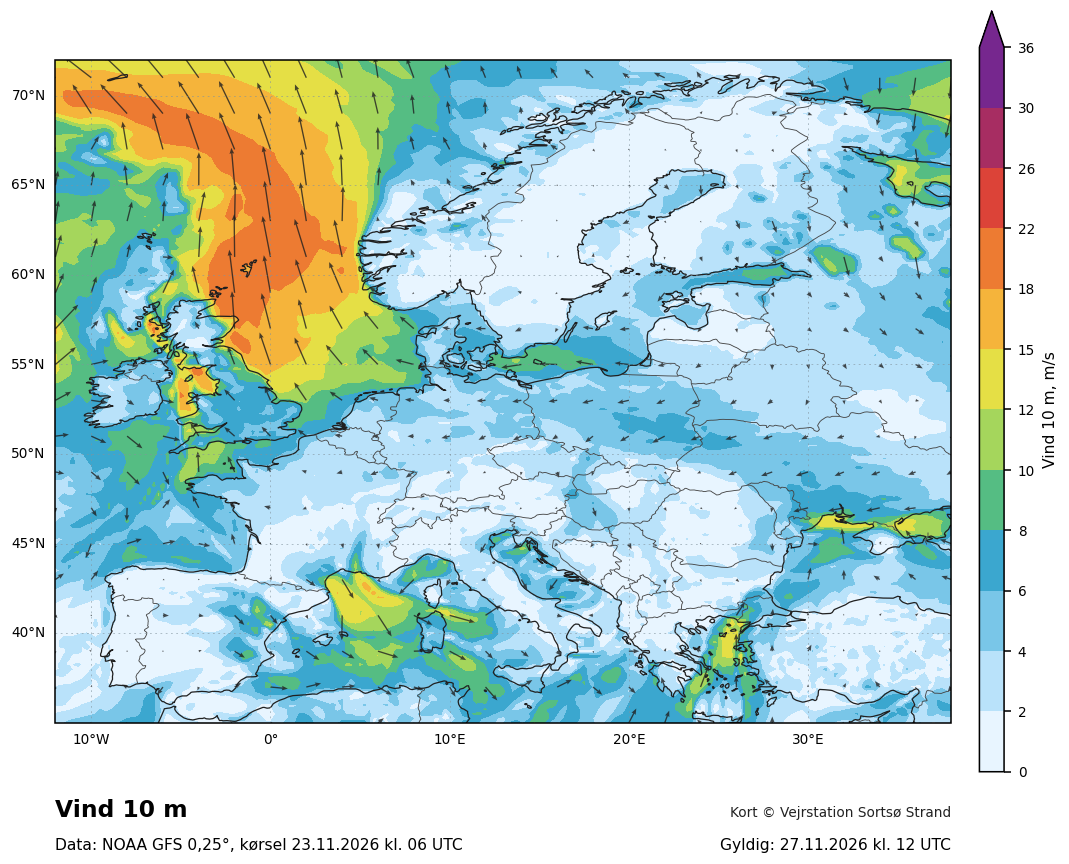 70°N
65°N
60°N
55°N
50°N
45°N
40°N
10°W
0°
10°E
20°E
30°E
36
30
26
22
18
15
12
10
8
6
4
2
0
Vind 10 m, m/s
Vind 10 m
Kort © Vejrstation Sortsø Strand
Data: NOAA GFS 0,25°, kørsel 23.11.2026 kl. 06 UTC
Gyldig: 27.11.2026 kl. 12 UTC